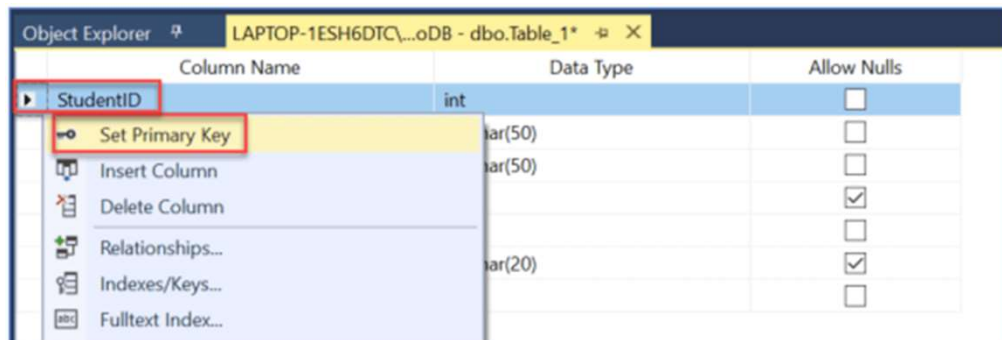 Object Explorer LAPTOP-1ESH6DTC\...oDB - dbo.Table_1*
Column Name Data Type Allow Nulls
StudentID int
Set Primary Key ar(50)
Insert Column ar(50)
Delete Column
Relationships... ar(20)
Indexes/Keys...
abc Fulltext Index...